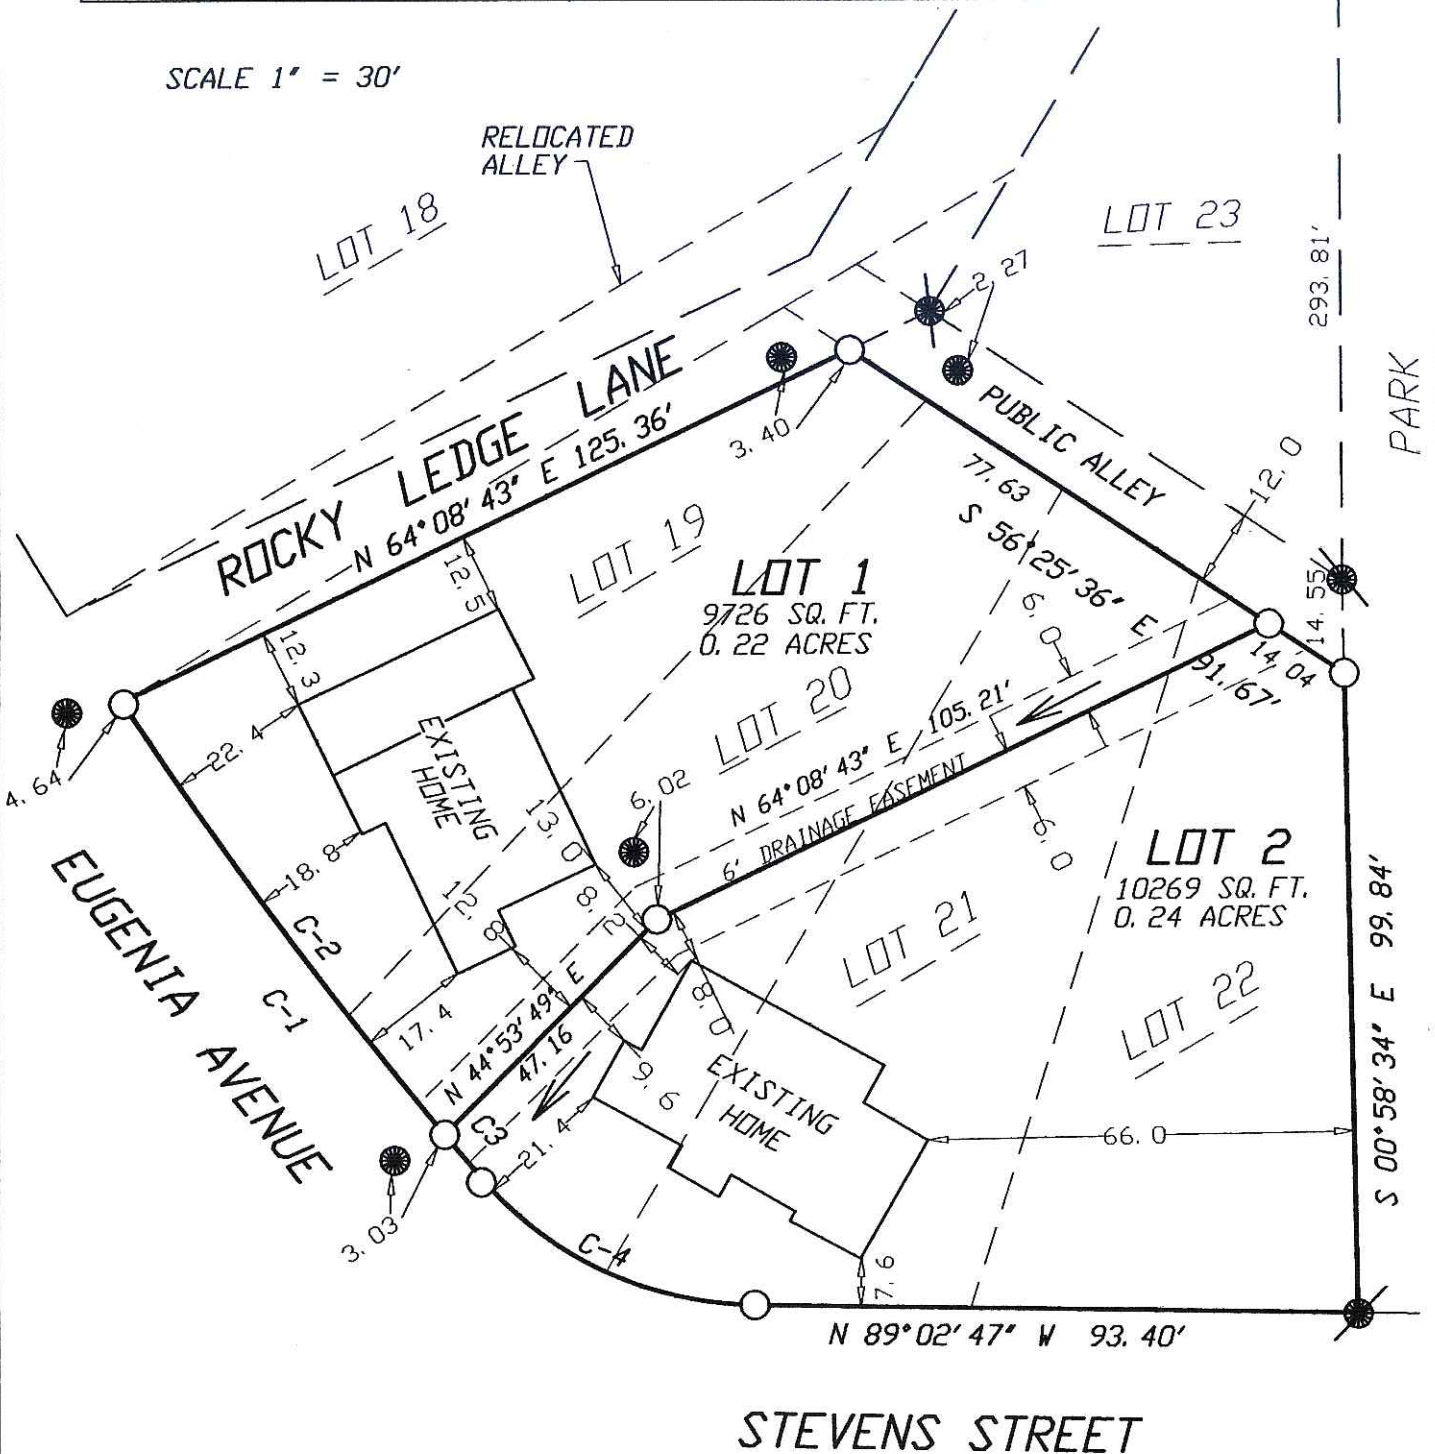 SCALE 1" = 30'
RELOCATED
ALLEY
LOT 18
LOT 23
2.27
293.81'
PARK
ROCKY LEDGE LANE
N 64°08'43" E 125.36'
3.40
PUBLIC ALLEY
12.0
77.63
S 56°25'36" E
LOT 19
LOT 1
9726 SQ. FT.
0.22 ACRES
12.5
12.3
6.0
14.55
14.04'
91.67'
22.4
4.64
EXISTING
HOME
LOT 20
6.02
N 64°08'43" E 105.21'
6' DRAINAGE EASEMENT
6.0
13.0
18.8
12.8
8.2
LOT 2
10269 SQ. FT.
0.24 ACRES
LOT 21
LOT 22
S 00°58'34" E 99.84'
EUGENIA AVENUE
C-2
C-1
17.4
N 44°53'49" E
47.16
8.0
9.6
EXISTING
HOME
C3
21.4
66.0
3.03
C-4
7.6
N 89°02'47" W 93.40'
STEVENS STREET